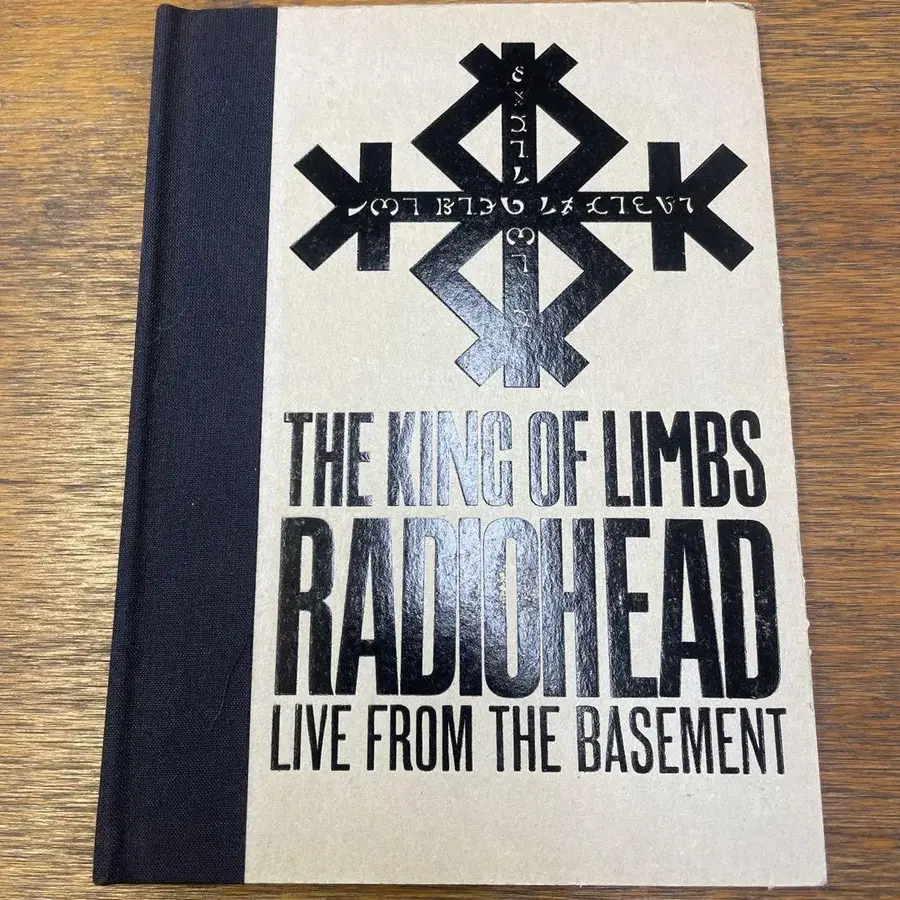 THE KING OF LIMBS
RADIOHEAD
LIVE FROM THE BASEMENT